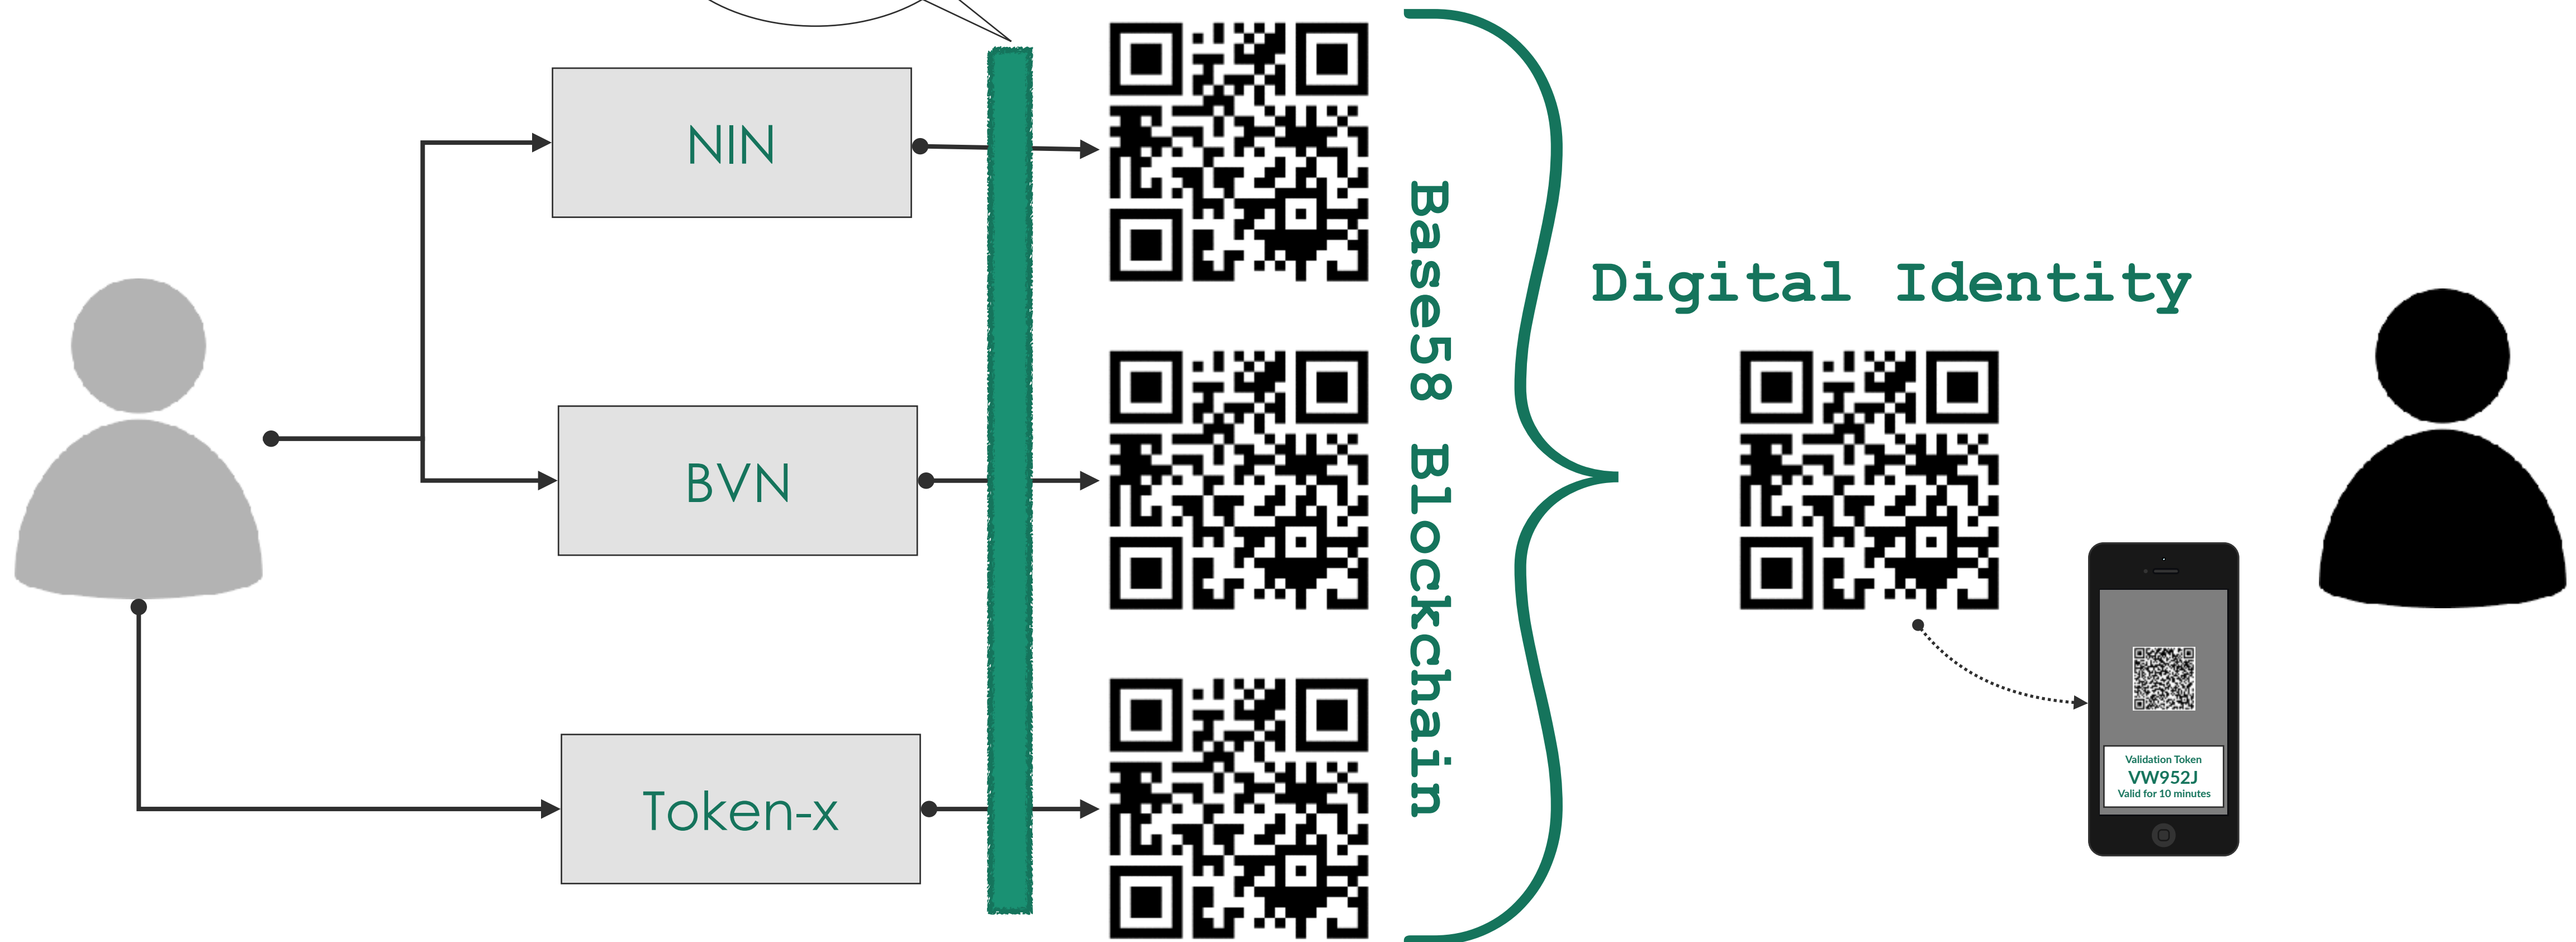 NIN
BVN
Token-x
Base58 Blockchain
Digital Identity
Validation Token
VW952J
Valid for 10 minutes